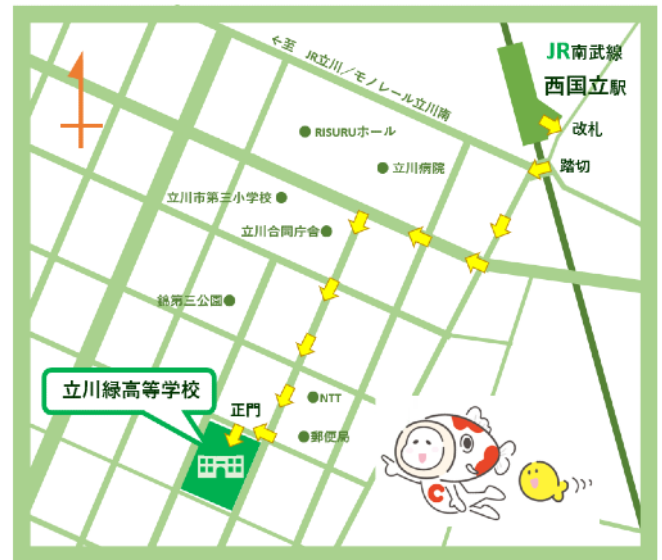 ←至 JR立川／モノレール立川南
JR南武線
西国立駅
改札
踏切
RISURUホール
立川病院
立川市第三小学校
立川合同庁舎
錦第三公園
立川緑高等学校
正門
NTT
郵便局
C